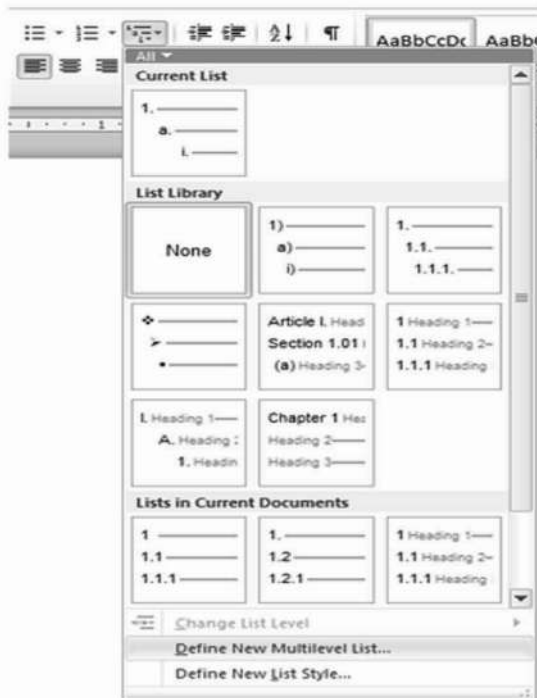 AaBbCcDc AaBb
1
All
Current List
1.
a.
i.
List Library
None
1)
a)
i)
1.
1.1.
1.1.1.
Article I. Head
Section 1.01
(a) Heading 3
1 Heading 1
1.1 Heading 2
1.1.1 Heading
I. Heading 1
A. Heading
1. Headin
Chapter 1 Hea
Heading 2
Heading 3
Lists in Current Documents
1
1.1
1.1.1
1.
1.2
1.2.1
1 Heading 1
1.1 Heading 2
1.1.1 Heading
Change List Level
Define New Multilevel List...
Define New List Style...